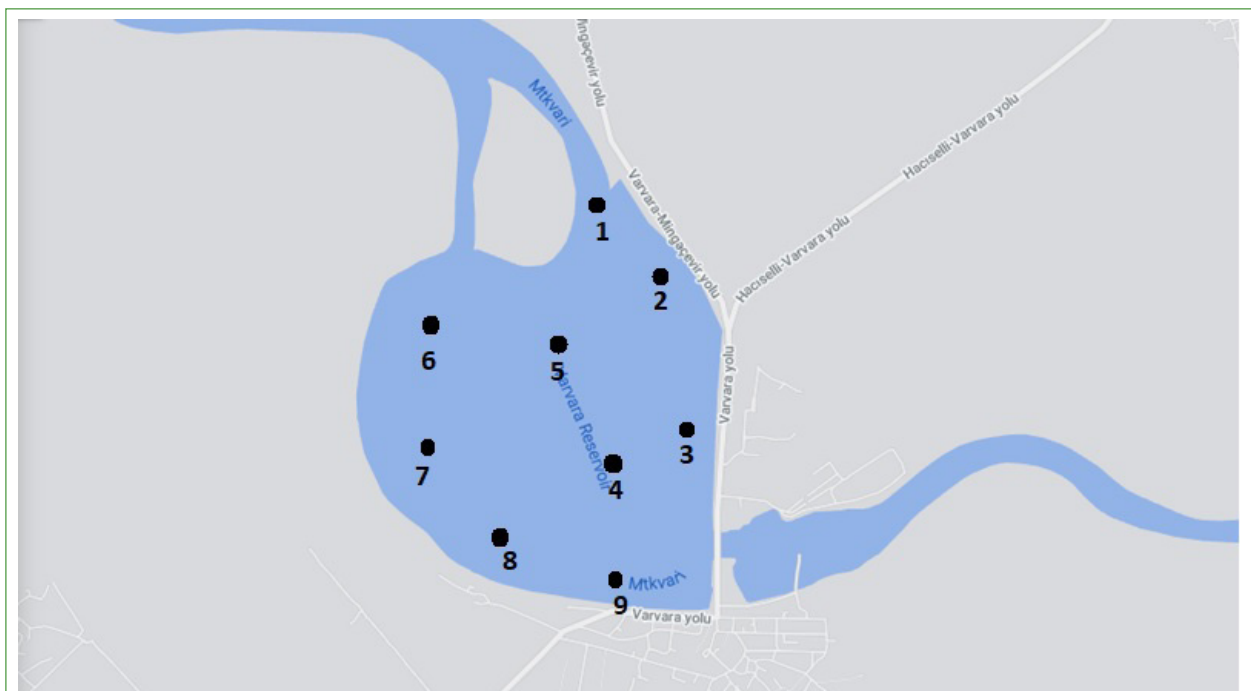 Mingəçevir yolu
Mtkvari
Hacıselli-Varvara yolu
Varvara-Mingəçevir yolu
1
2
Hacıselli-Varvara yolu
6
5
Varvara yolu
Varvara Reservoir
3
7
4
8
Mtkvari
9
Varvara yolu